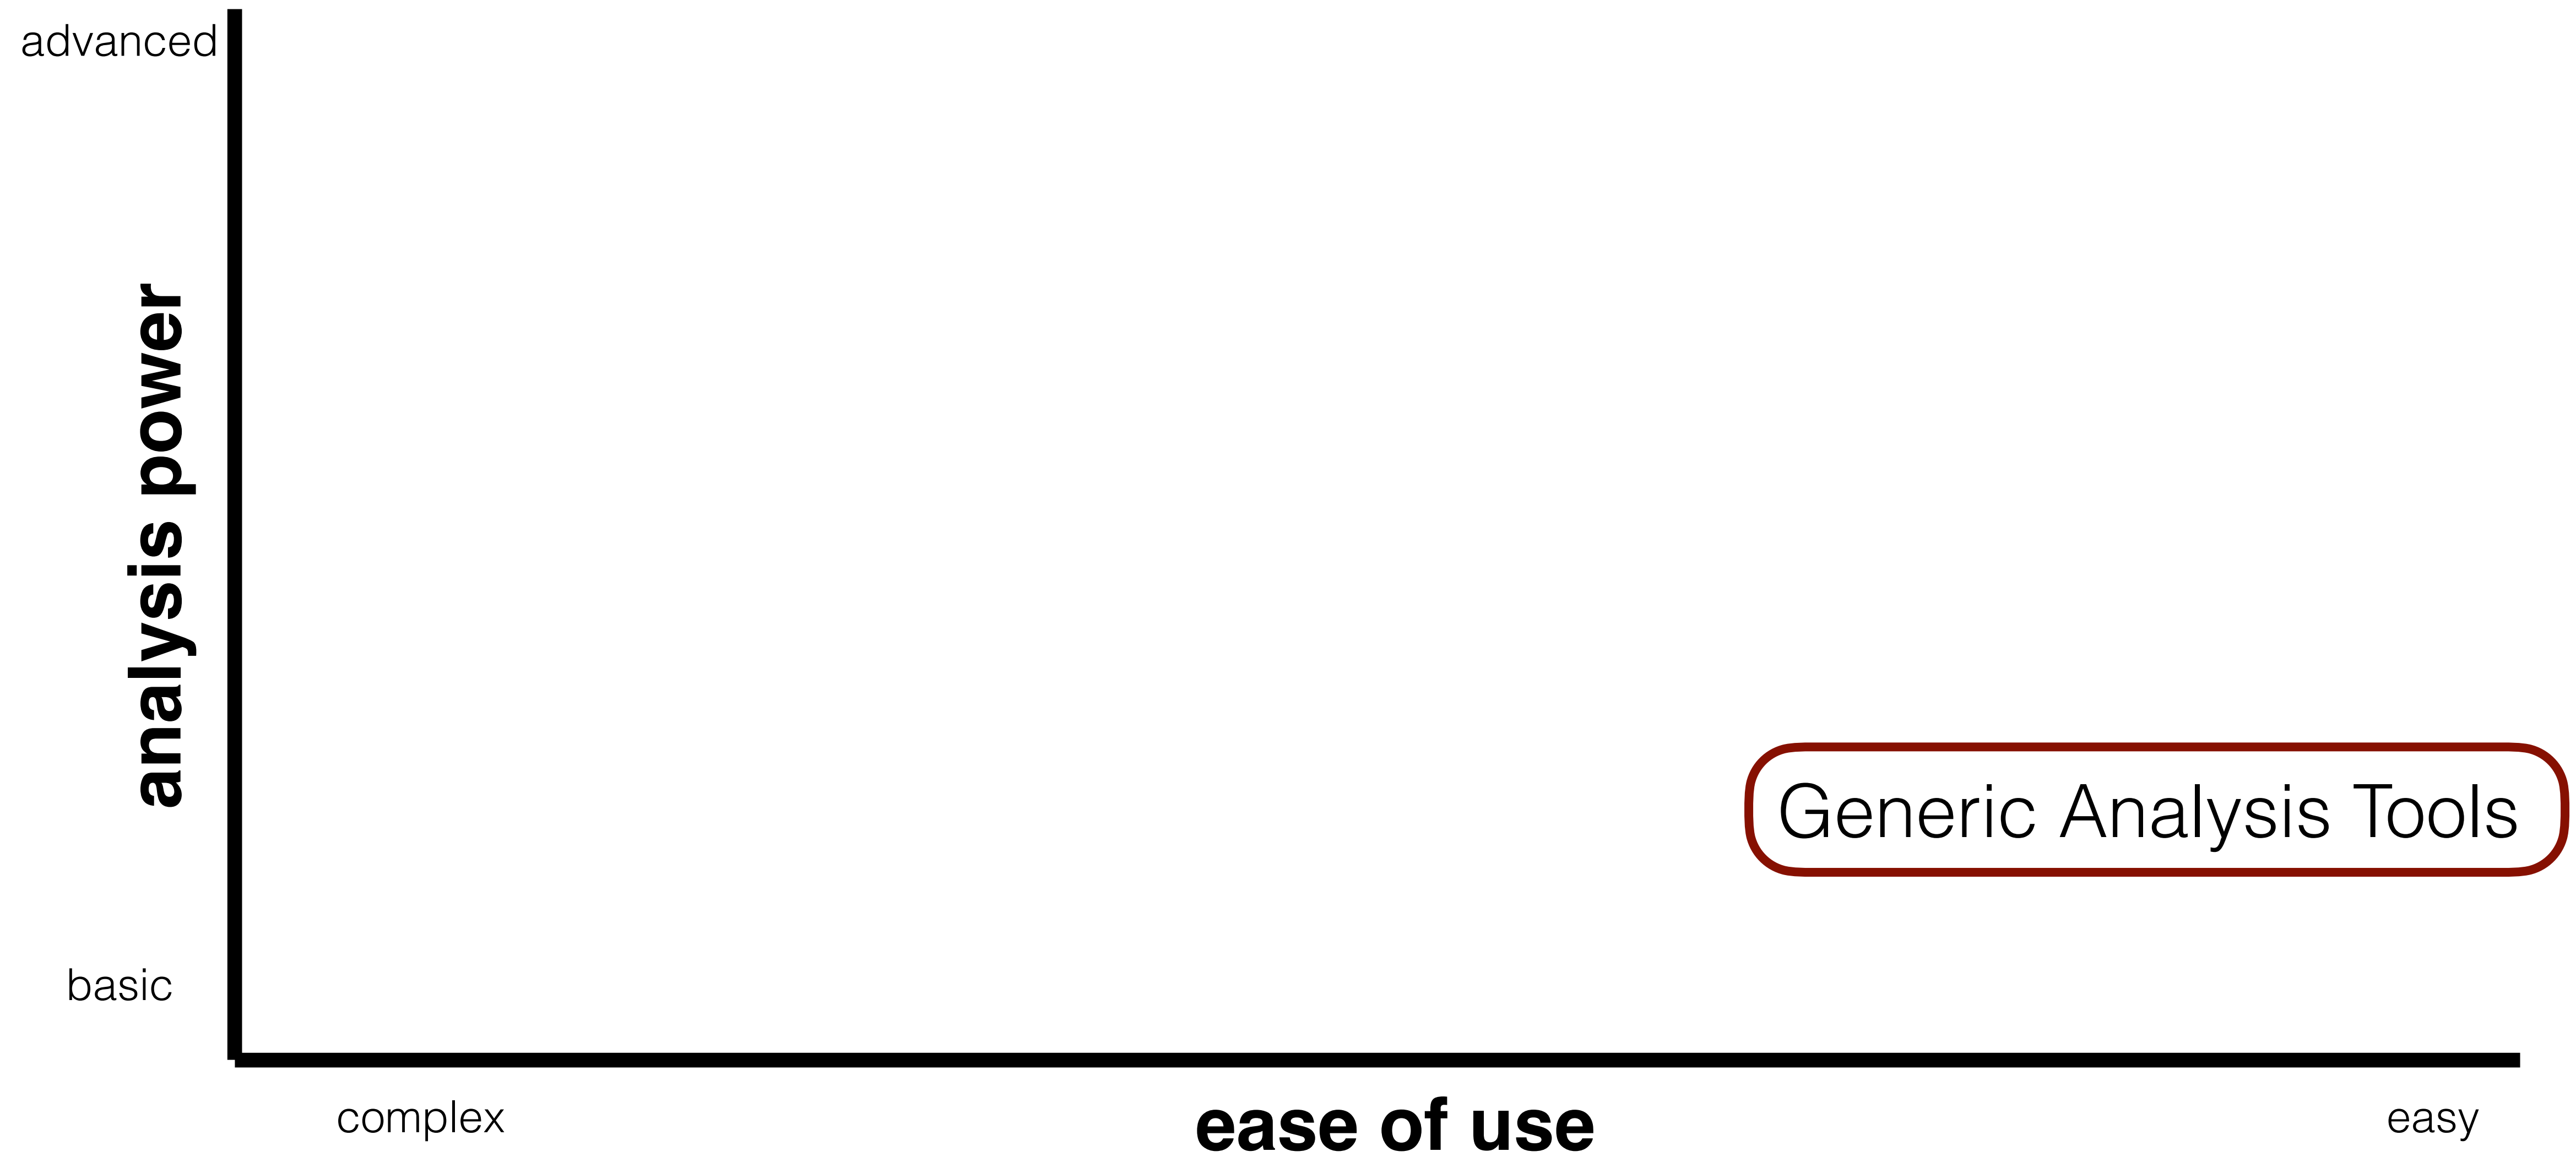 advanced
analysis power
Generic Analysis Tools
basic
complex
ease of use
easy